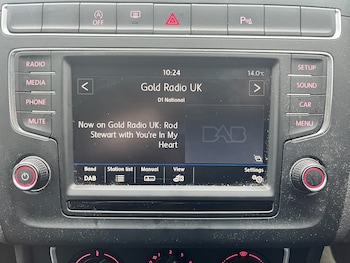 OFF
P
RADIO
MEDIA
PHONE
MUTE
10:24
14.0°C
Gold Radio UK
D1 National
Now on Gold Radio UK: Rod
Stewart with You're In My
Heart
DAB
Band
Station list
Manual
View
Settings
DAB
SETUP
SOUND
CAR
MENU